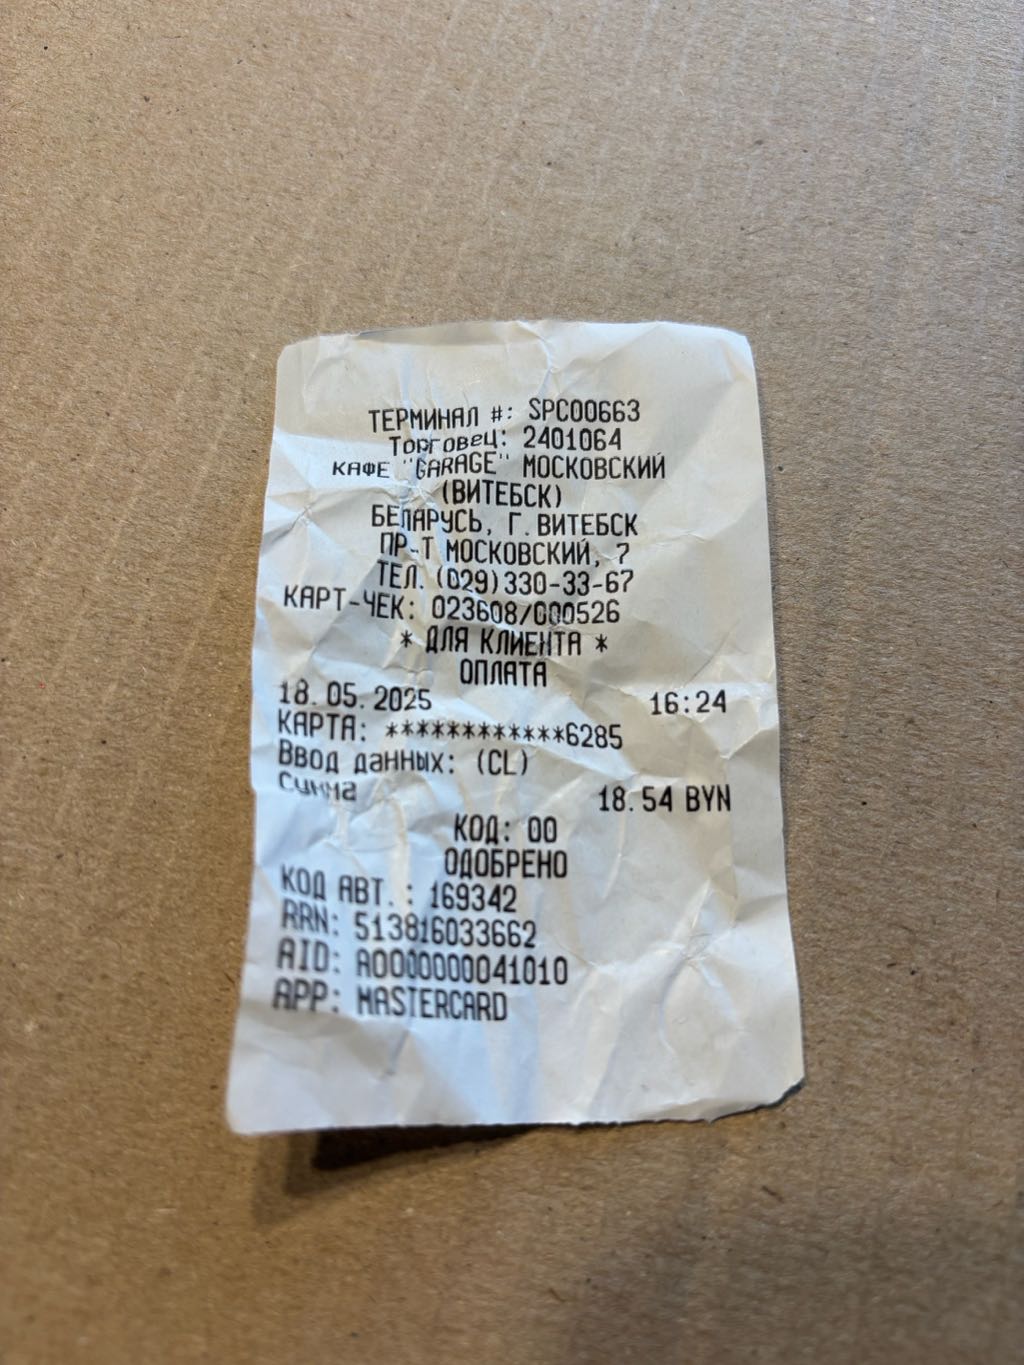 ТЕРМИНАЛ #: SPC00663
Торговец: 2401064
КАФЕ "GARAGE" МОСКОВСКИЙ
(ВИТЕБСК)
БЕЛАРУСЬ, Г. ВИТЕБСК
ПР-Т МОСКОВСКИЙ, 7
ТЕЛ. (029)330-33-67
КАРТ-ЧЕК: 023608/000526
* ДЛЯ КЛИЕНТА *
ОПЛАТА
18.05.2025 16:24
КАРТА: ************6285
Ввод данных: (CL)
Сумма 18.54 BYN
КОД: 00
ОДОБРЕНО
КОД АВТ.: 169342
RRN: 513816033662
AID: A0000000041010
APP: MASTERCARD